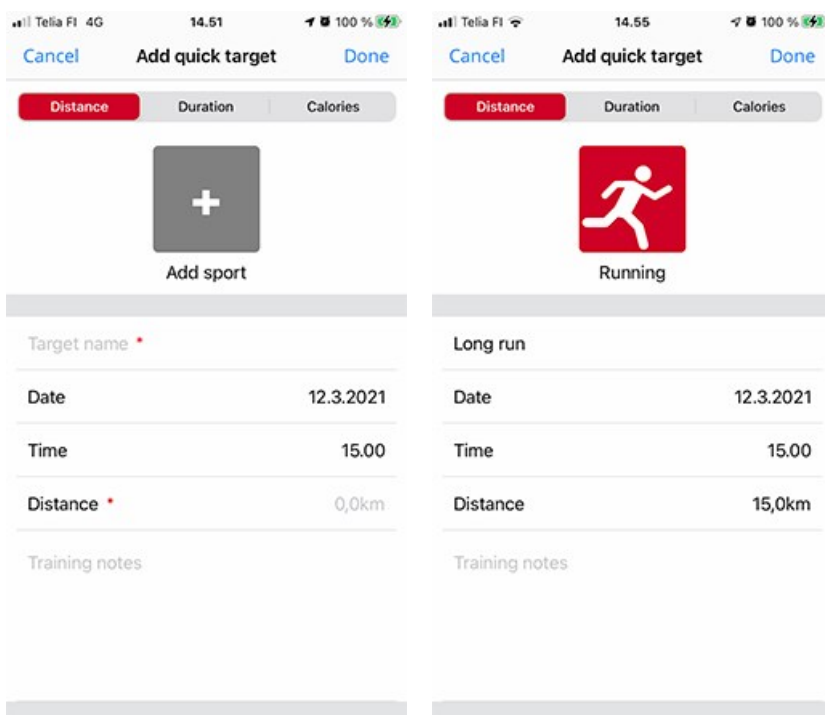 Telia FI 4G 14.51 100 %
Cancel Add quick target Done
Distance Duration Calories
+
Add sport
Target name *
Date 12.3.2021
Time 15.00
Distance * 0,0km
Training notes
Telia FI 14.55 100 %
Cancel Add quick target Done
Distance Duration Calories
Running
Long run
Date 12.3.2021
Time 15.00
Distance 15,0km
Training notes